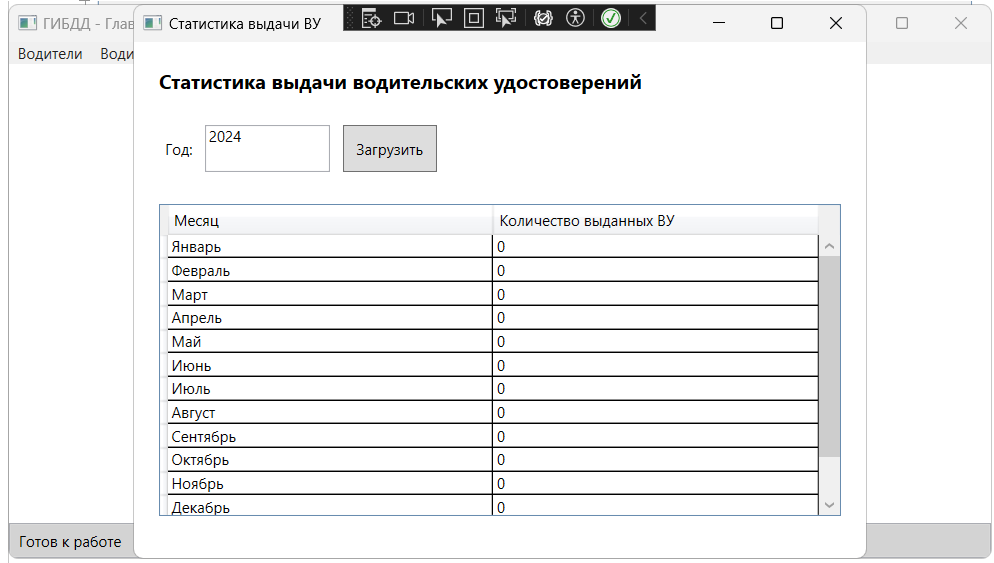 ГИБДД - Глав
Статистика выдачи ВУ
Водители Води
Статистика выдачи водительских удостоверений
Год: 2024 Загрузить
Месяц Количество выданных ВУ
Январь 0
Февраль 0
Март 0
Апрель 0
Май 0
Июнь 0
Июль 0
Август 0
Сентябрь 0
Октябрь 0
Ноябрь 0
Декабрь 0
Готов к работе